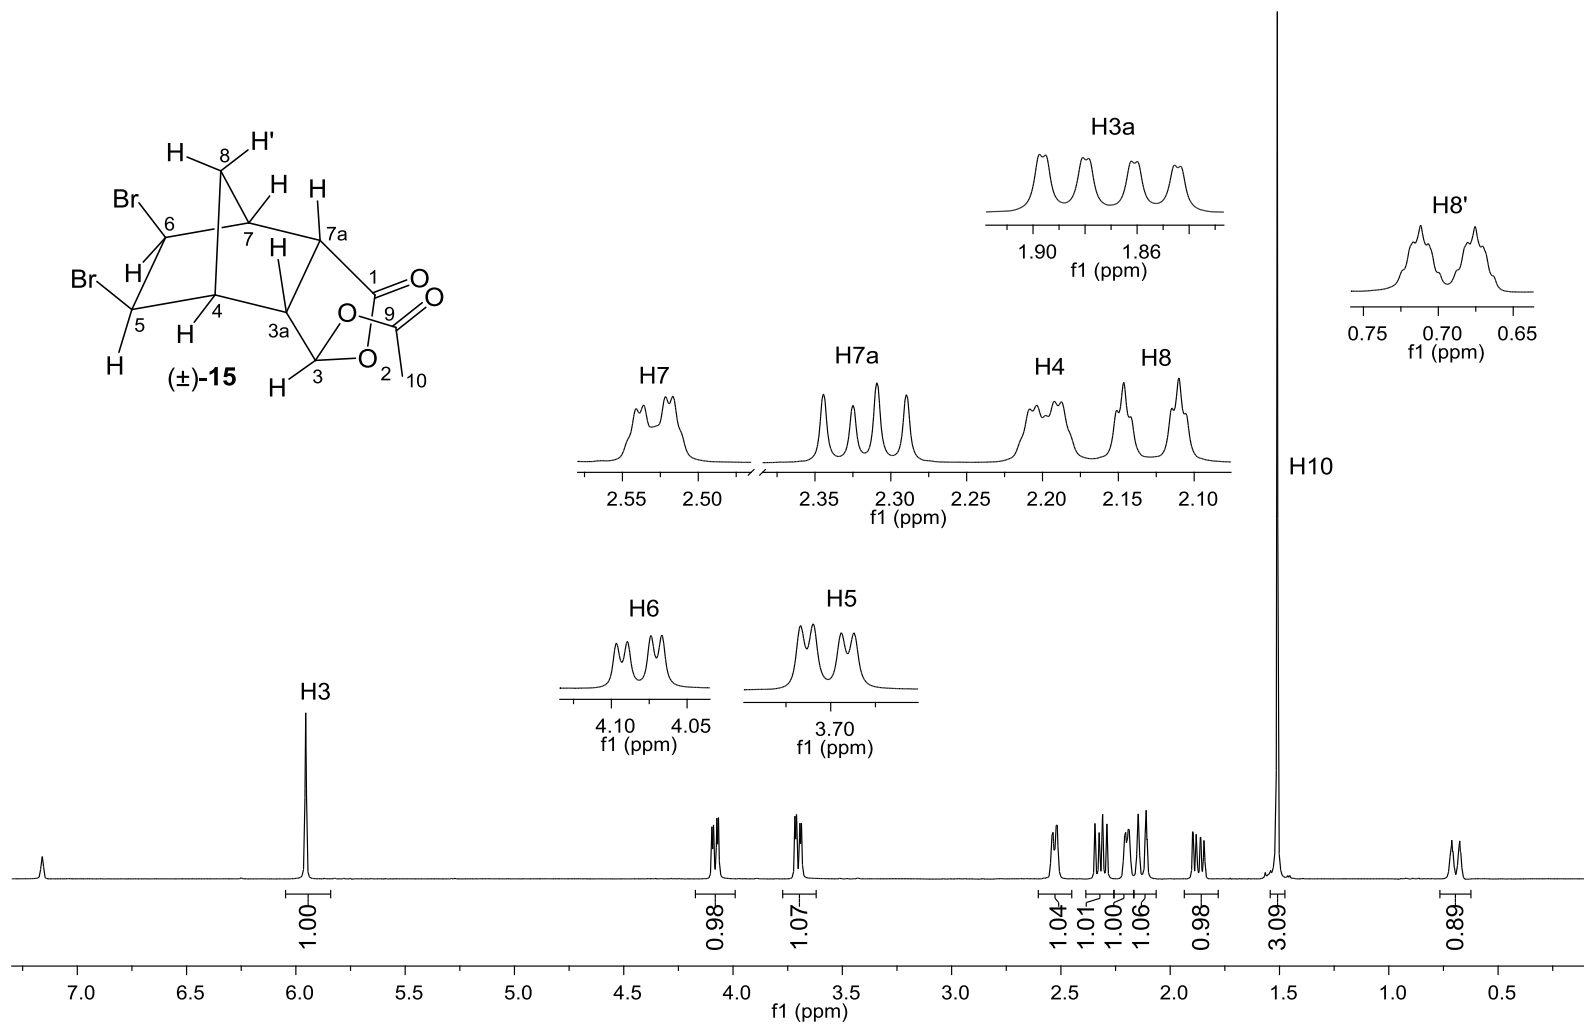 H H'
8
Br H H
6 7 H 7a
H
Br 1 O
O O
4 9
5 H 3a
H O
H 3 2 10
(±)-15
H3a
1.90 1.86
f1 (ppm)
H8'
0.75 0.70 0.65
f1 (ppm)
H7 H7a H4 H8
2.55 2.50 2.35 2.30 2.25 2.20 2.15 2.10
f1 (ppm)
H10
H6 H5
4.10 4.05
f1 (ppm)
3.70
f1 (ppm)
H3
1.00 0.98 1.07 1.04 1.01 1.00 1.06 0.98 3.09 0.89
7.0 6.5 6.0 5.5 5.0 4.5 4.0 3.5 3.0 2.5 2.0 1.5 1.0 0.5
f1 (ppm)